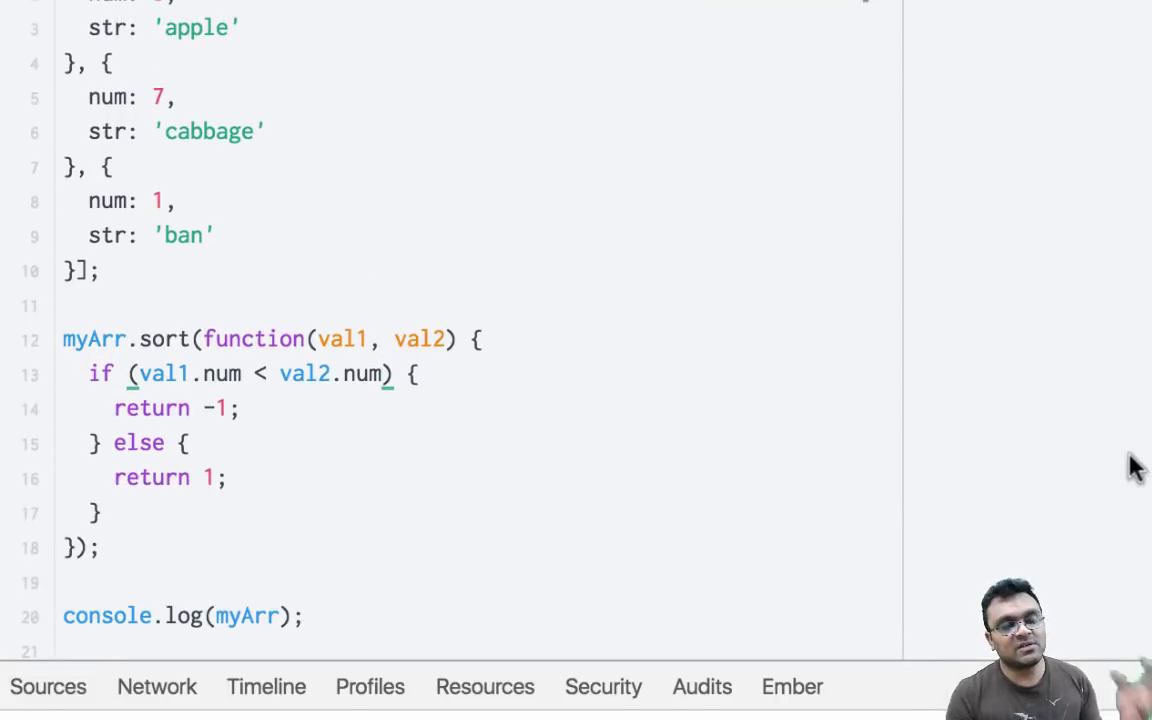 3 str: 'apple'
4 }, {
5 num: 7,
6 str: 'cabbage'
7 }, {
8 num: 1,
9 str: 'ban'
10 }];
11
12 myArr.sort(function(val1, val2) {
13 if (val1.num < val2.num) {
14 return -1;
15 } else {
16 return 1;
17 }
18 });
19
20 console.log(myArr);
21
Sources Network Timeline Profiles Resources Security Audits Ember